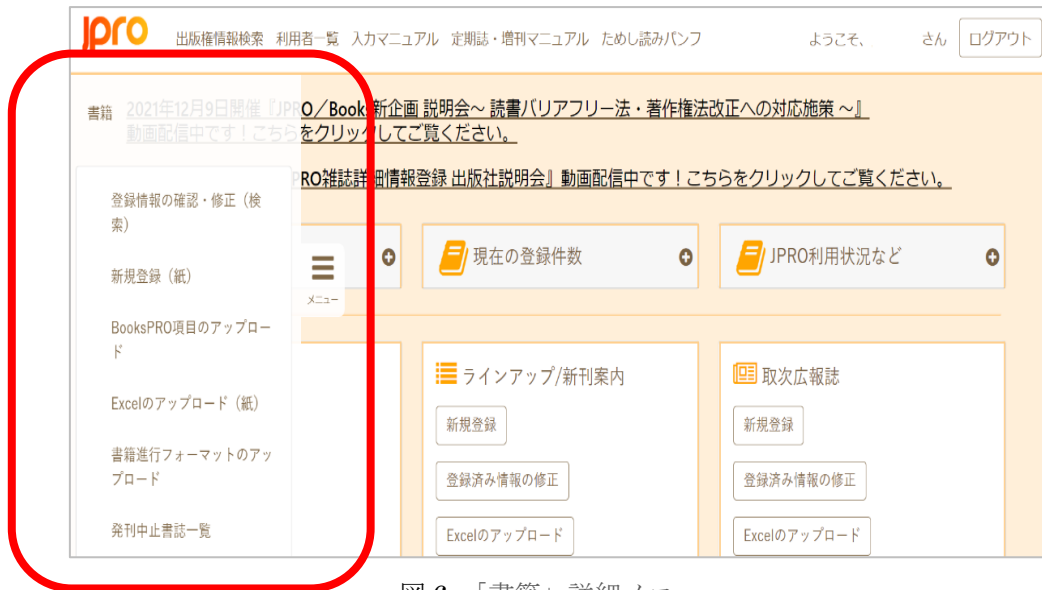 jpro
出版権情報検索 利用者一覧 入力マニュアル 定期誌・増刊マニュアル ためし読みパンフ ようこそ、 さん ログアウト
書籍
2021年12月9日開催『JPRO／Books新企画 説明会～ 読書バリアフリー法・著作権法改正への対応施策 ～』
動画配信中です！こちらをクリックしてご覧ください。
PRO雑誌詳細情報登録 出版社説明会』動画配信中です！こちらをクリックしてご覧ください。
登録情報の確認・修正（検
索）
新規登録（紙）
BooksPRO項目のアップロー
ド
Excelのアップロード（紙）
書籍進行フォーマットのアッ
プロード
発刊中止書誌一覧
メニュー
現在の登録件数
JPRO利用状況など
ラインアップ/新刊案内
新規登録
登録済み情報の修正
Excelのアップロード
取次広報誌
新規登録
登録済み情報の修正
Excelのアップロード